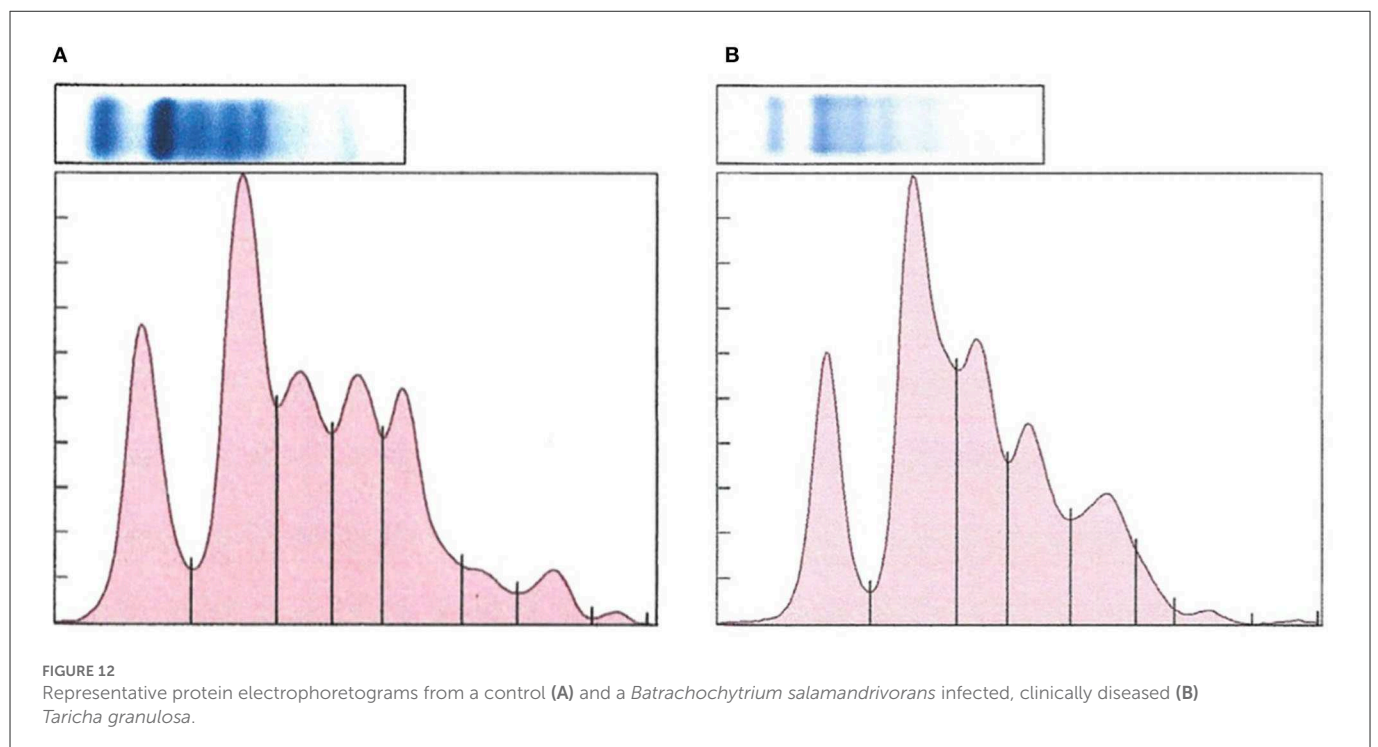 A
B
FIGURE 12
Representative protein electrophoretograms from a control (A) and a Batrachochytrium salamandrivorans infected, clinically diseased (B)
Taricha granulosa.